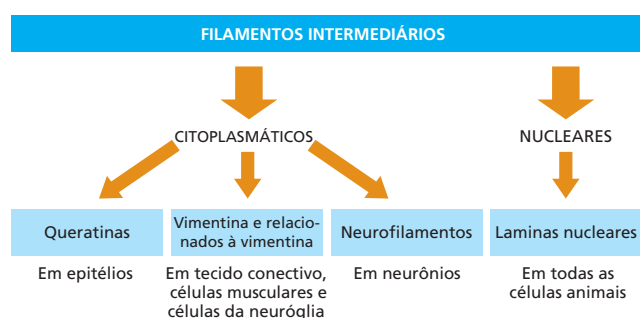 FILAMENTOS INTERMEDIÁRIOS
CITOPLASMÁTICOS
NUCLEARES
Queratinas
Em epitélios
Vimentina e relacio-
nados à vimentina
Em tecido conectivo,
células musculares e
células da neuróglia
Neurofilamentos
Em neurônios
Laminas nucleares
Em todas as
células animais